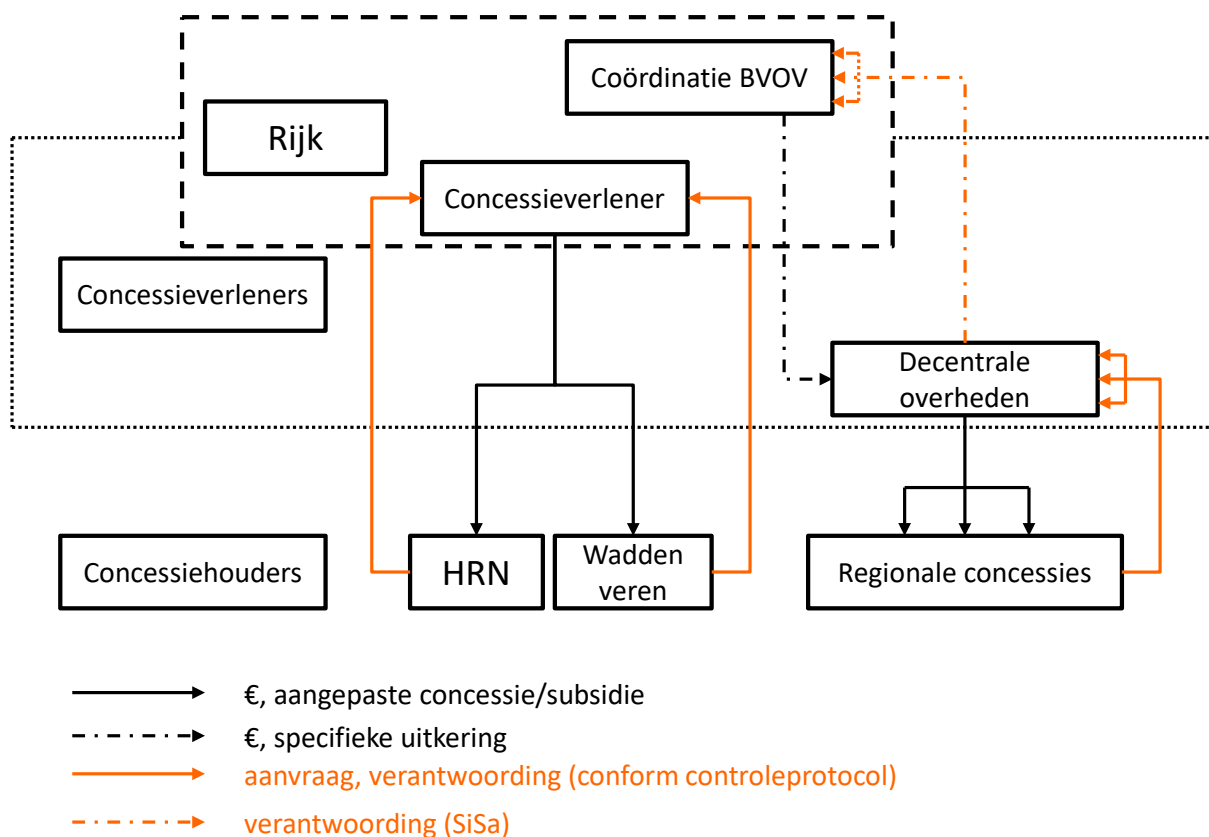 Coördinatie BVOV
Rijk
Concessieverlener
Concessieverleners
Decentrale
overheden
Concessiehouders
HRN
Wadden
veren
Regionale concessies
€, aangepaste concessie/subsidie
€, specifieke uitkering
aanvraag, verantwoording (conform controleprotocol)
verantwoording (SiSa)